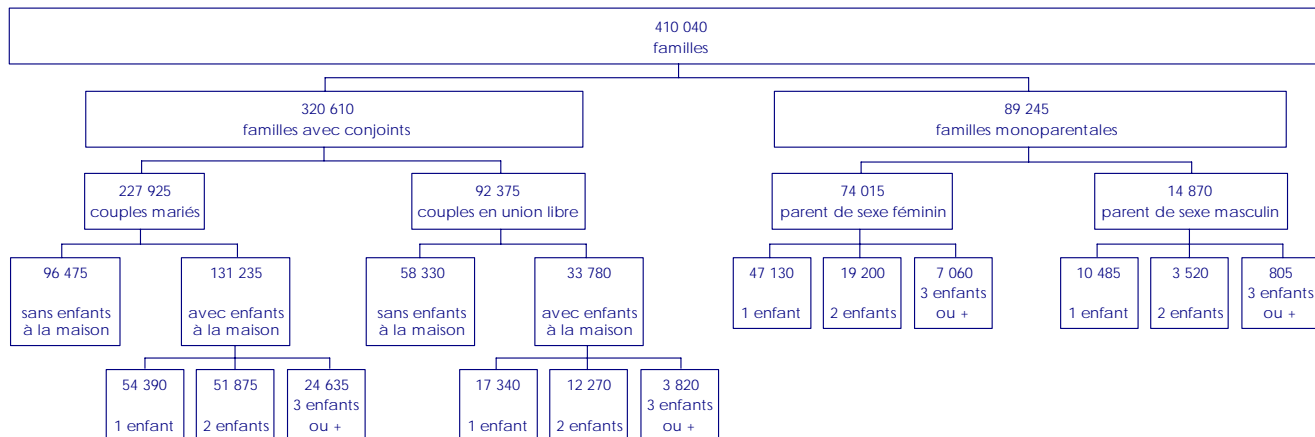 410 040
familles
320 610
familles avec conjoints
89 245
familles monoparentales
227 925
couples mariés
92 375
couples en union libre
74 015
parent de sexe féminin
14 870
parent de sexe masculin
96 475
sans enfants
à la maison
131 235
avec enfants
à la maison
58 330
sans enfants
à la maison
33 780
avec enfants
à la maison
47 130
1 enfant
19 200
2 enfants
7 060
3 enfants
ou +
10 485
1 enfant
3 520
2 enfants
805
3 enfants
ou +
54 390
1 enfant
51 875
2 enfants
24 635
3 enfants
ou +
17 340
1 enfant
12 270
2 enfants
3 820
3 enfants
ou +